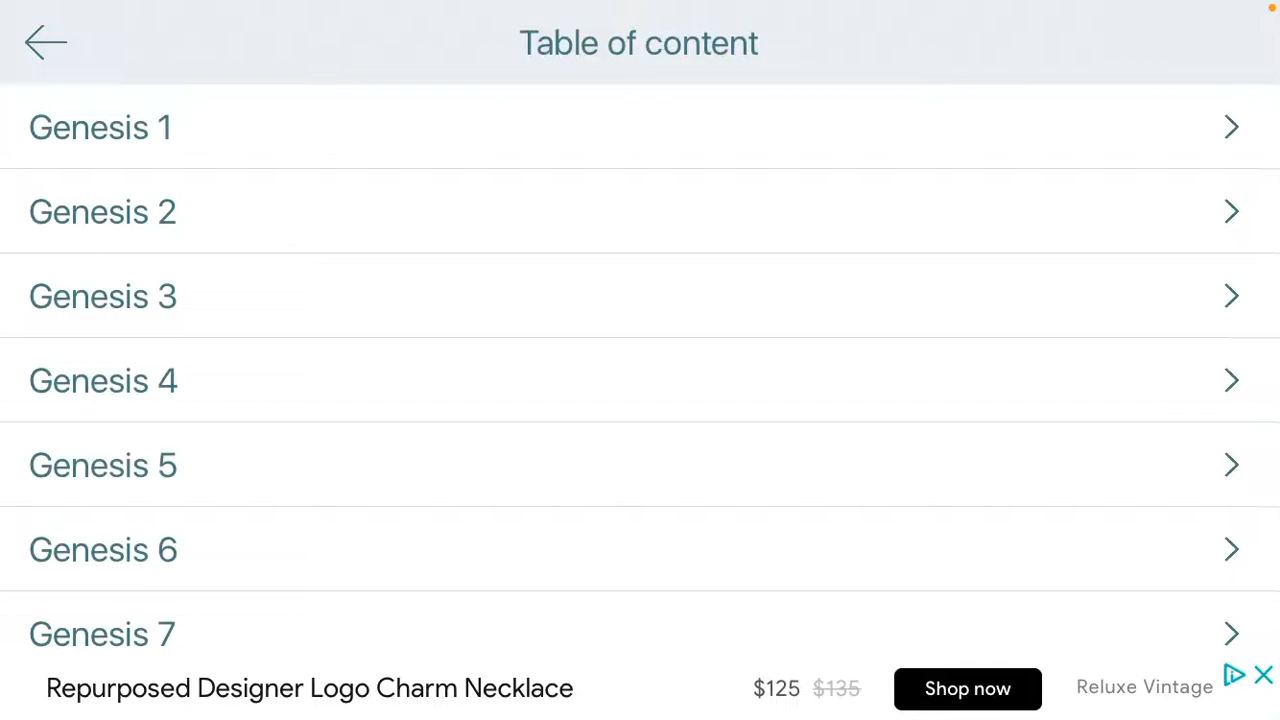 Table of content
Genesis 1
Genesis 2
Genesis 3
Genesis 4
Genesis 5
Genesis 6
Genesis 7
Repurposed Designer Logo Charm Necklace $125 $135 Shop now Reluxe Vintage